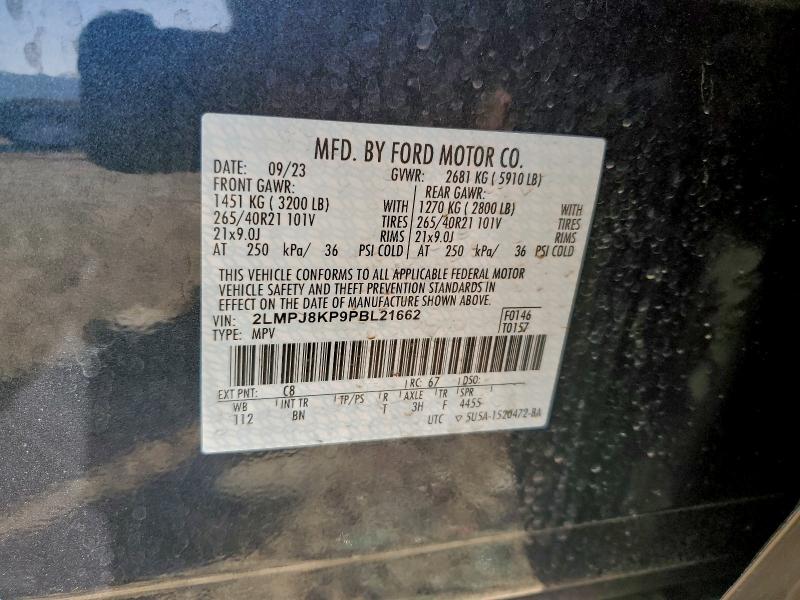 MFD. BY FORD MOTOR CO.
DATE: 09/23 GVWR: 2681 KG ( 5910 LB)
FRONT GAWR: REAR GAWR:
1451 KG ( 3200 LB) WITH 1270 KG ( 2800 LB) WITH
265/40R21 101V TIRES 265/40R21 101V TIRES
21x9.0J RIMS 21x9.0J RIMS
AT 250 kPa/ 36 PSI COLD AT 250 kPa/ 36 PSI COLD
THIS VEHICLE CONFORMS TO ALL APPLICABLE FEDERAL MOTOR
VEHICLE SAFETY AND THEFT PREVENTION STANDARDS IN
EFFECT ON THE DATE OF MANUFACTURE SHOWN ABOVE.
VIN: 2LMPJ8KP9PBL21662 F0146
TYPE: MPV T0157
EXT PNT: C8 RC: 67 DSO:
WB INT TR TP/PS R AXLE TR SPR
112 BN T 3H F 4455
UTC ▽ 5U5A-1520472-BA